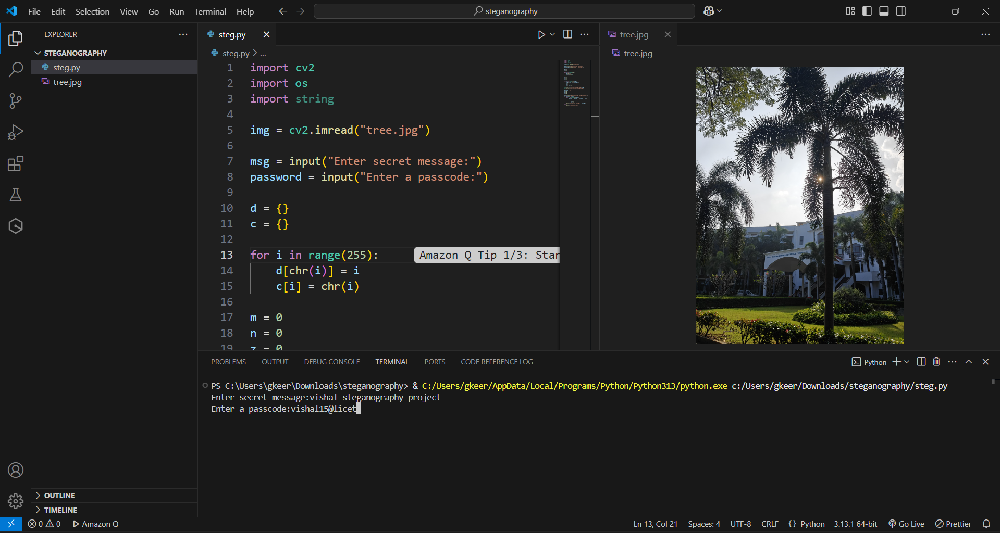 File Edit Selection View Go Run Terminal Help
steganography
EXPLORER
STEGANOGRAPHY
steg.py
tree.jpg
OUTLINE
TIMELINE
steg.py
steg.py > ...
1 import cv2
2 import os
3 import string
4
5 img = cv2.imread("tree.jpg")
6
7 msg = input("Enter secret message:")
8 password = input("Enter a passcode:")
9
10 d = {}
11 c = {}
12
13 for i in range(255): Amazon Q Tip 1/3: Star
14 d[chr(i)] = i
15 c[i] = chr(i)
16
17 m = 0
18 n = 0
19 z = 0
tree.jpg
tree.jpg
PROBLEMS OUTPUT DEBUG CONSOLE TERMINAL PORTS CODE REFERENCE LOG
Python
PS C:\Users\gkeer\Downloads\steganography> & C:/Users/gkeer/AppData/Local/Programs/Python/Python313/python.exe c:/Users/gkeer/Downloads/steganography/steg.py
Enter secret message:vishal steganography project
Enter a passcode:vishal15@licet
0 0 Amazon Q Ln 13, Col 21 Spaces: 4 UTF-8 CRLF {} Python 3.13.1 64-bit Go Live Prettier